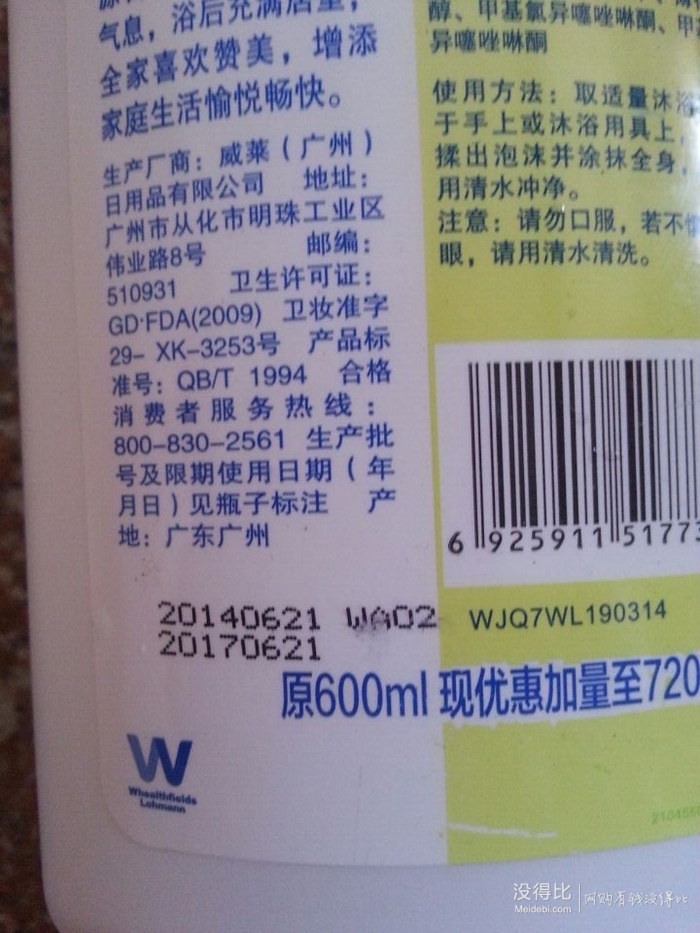 气息，浴后充满居室，
全家喜欢赞美，增添
家庭生活愉悦畅快。
生产厂商：威莱（广州）
日用品有限公司 地址：
广州市从化市明珠工业区
伟业路8号 邮编：
510931 卫生许可证：
GD·FDA(2009) 卫妆准字
29- XK-3253号 产品标
准号：QB/T 1994 合格
消费者服务热线：
800-830-2561 生产批
号及限期使用日期（年
月日）见瓶子标注 产
地：广东广州
醇、甲基氯异噻唑啉酮、甲
异噻唑啉酮
使用方法：取适量沐浴
于手上或沐浴用具上，
揉出泡沫并涂抹全身，
用清水冲净。
注意：请勿口服，若不
眼，请用清水清洗。
6 925911 51773
20140621 WA02
20170621
WJQ7WL190314
原600ml 现优惠加量至720
W
Whealthfields
Lohmann
没得比
Meidebi.com
网购有钱没得比